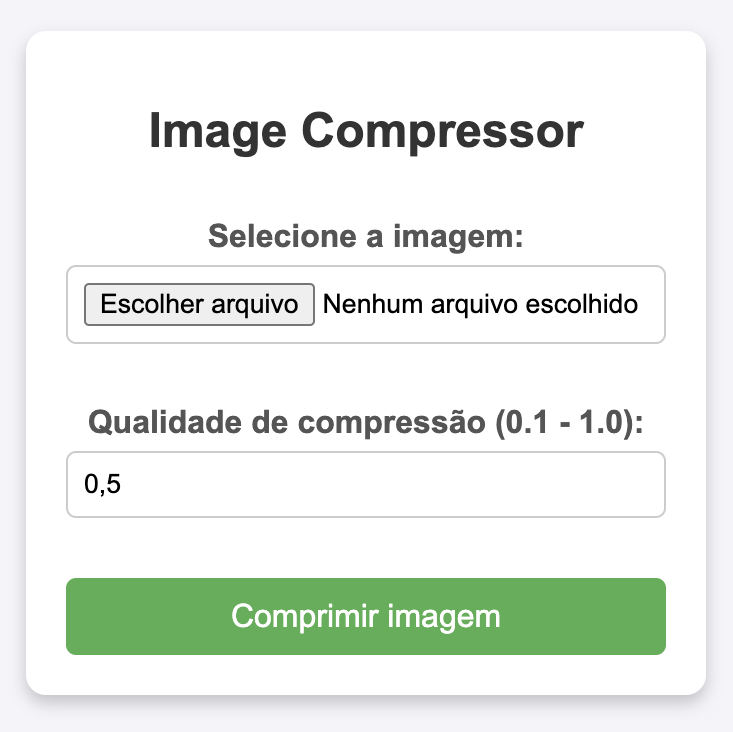 Image Compressor
Selecione a imagem:
Escolher arquivo Nenhum arquivo escolhido
Qualidade de compressão (0.1 - 1.0):
0,5
Comprimir imagem